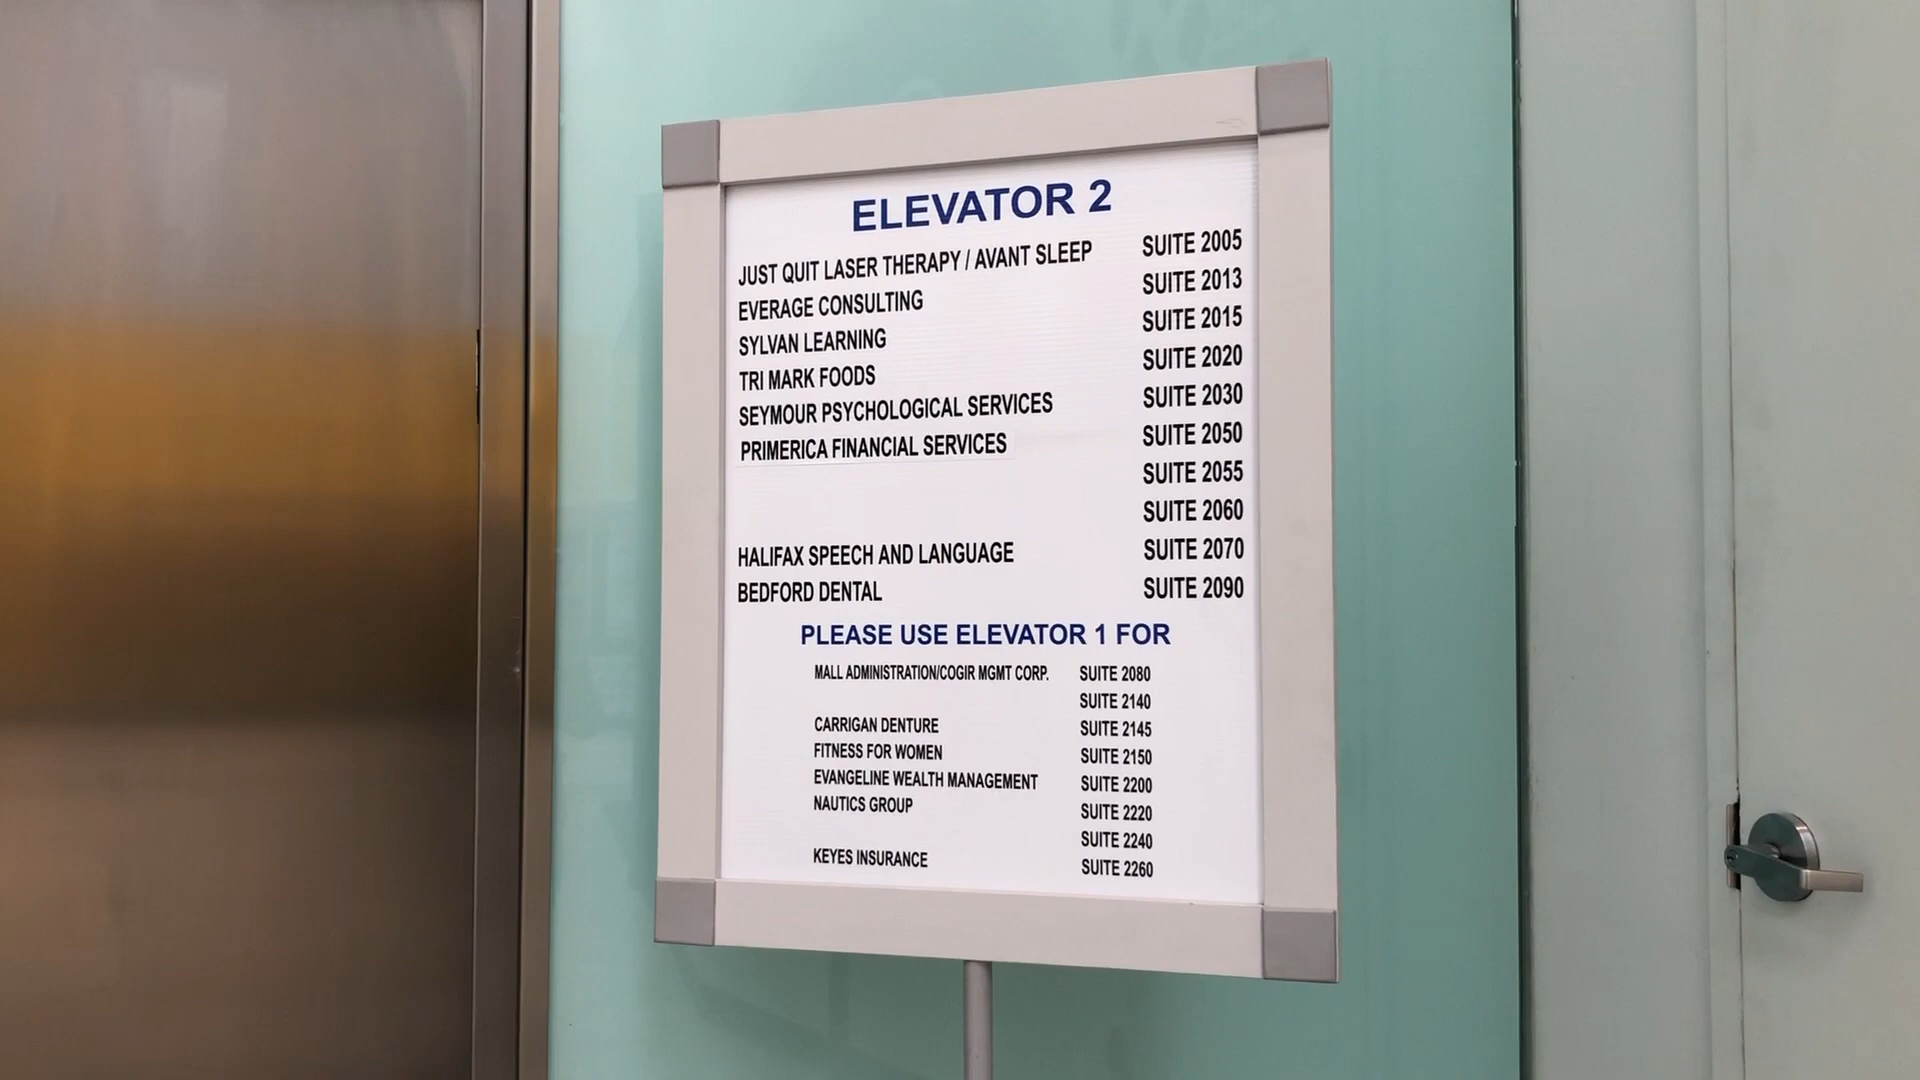 ELEVATOR 2
JUST QUIT LASER THERAPY / AVANT SLEEP SUITE 2005
EVERAGE CONSULTING SUITE 2013
SYLVAN LEARNING SUITE 2015
TRI MARK FOODS SUITE 2020
SEYMOUR PSYCHOLOGICAL SERVICES SUITE 2030
PRIMERICA FINANCIAL SERVICES SUITE 2050
SUITE 2055
SUITE 2060
HALIFAX SPEECH AND LANGUAGE SUITE 2070
BEDFORD DENTAL SUITE 2090
PLEASE USE ELEVATOR 1 FOR
MALL ADMINISTRATION/COGIR MGMT CORP. SUITE 2080
SUITE 2140
CARRIGAN DENTURE SUITE 2145
FITNESS FOR WOMEN SUITE 2150
EVANGELINE WEALTH MANAGEMENT SUITE 2200
NAUTICS GROUP SUITE 2220
SUITE 2240
KEYES INSURANCE SUITE 2260